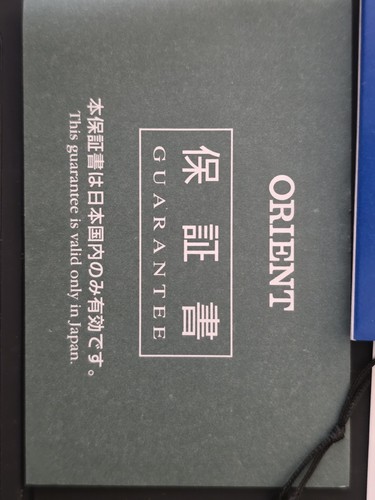 ORIENT
保証書
GUARANTEE
本保証書は日本国内のみ有効です。
This guarantee is valid only in Japan.